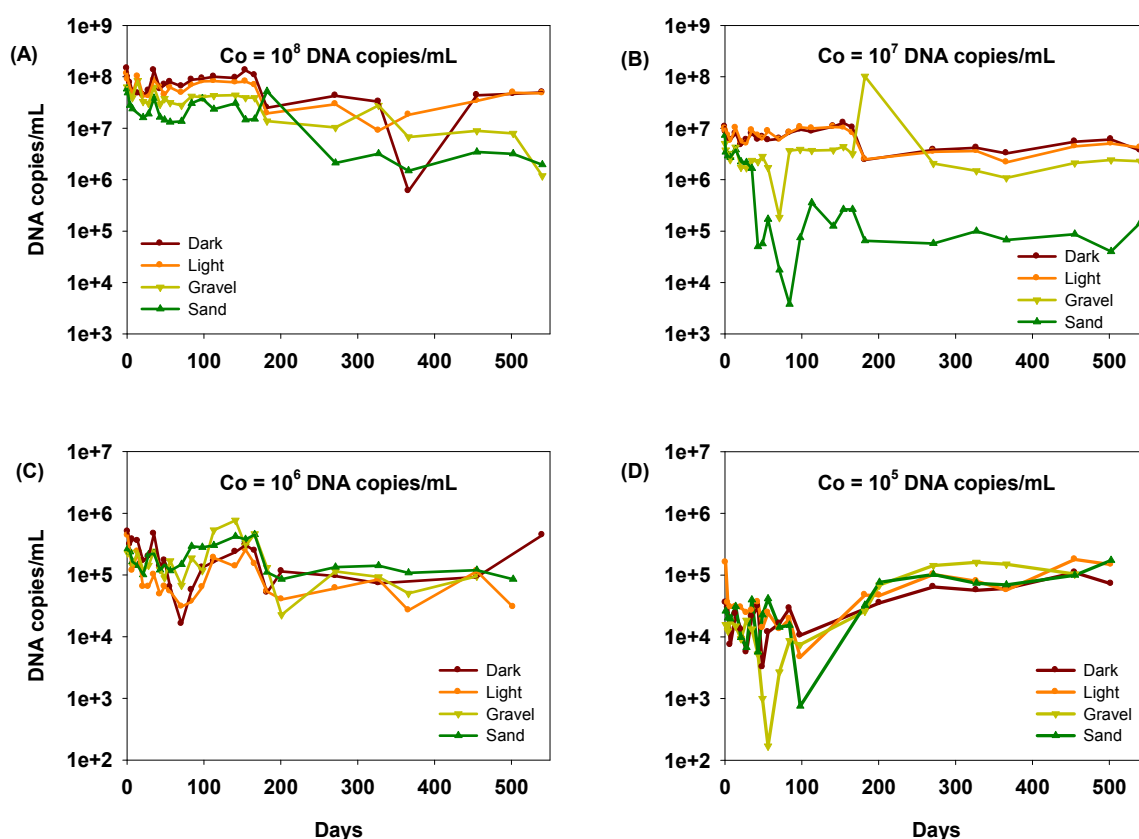 (A)
Co = 10⁸ DNA copies/mL
DNA copies/mL
1e+9
1e+8
1e+7
1e+6
1e+5
1e+4
1e+3
Dark
Light
Gravel
Sand
0 100 200 300 400 500
(B)
Co = 10⁷ DNA copies/mL
1e+9
1e+8
1e+7
1e+6
1e+5
1e+4
1e+3
Dark
Light
Gravel
Sand
0 100 200 300 400 500
(C)
Co = 10⁶ DNA copies/mL
DNA copies/mL
1e+7
1e+6
1e+5
1e+4
1e+3
1e+2
Dark
Light
Gravel
Sand
0 100 200 300 400 500
Days
(D)
Co = 10⁵ DNA copies/mL
1e+7
1e+6
1e+5
1e+4
1e+3
1e+2
Dark
Light
Gravel
Sand
0 100 200 300 400 500
Days